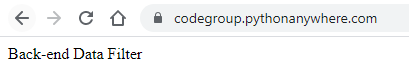 codegroup.pythonanywhere.com
Back-end Data Filter